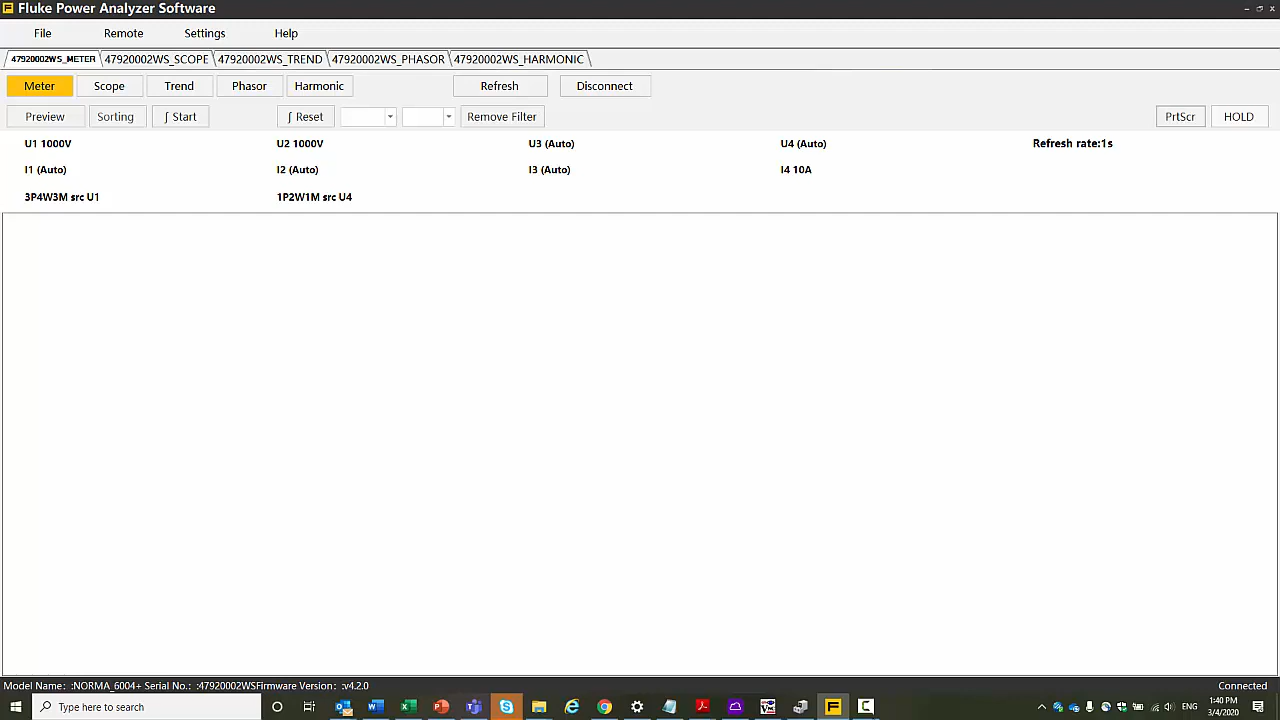 Fluke Power Analyzer Software
File Remote Settings Help
47920002WS_METER 47920002WS_SCOPE 47920002WS_TREND 47920002WS_PHASOR 47920002WS_HARMONIC
Meter Scope Trend Phasor Harmonic Refresh Disconnect
Preview Sorting ∫ Start ∫ Reset Remove Filter PrtScr HOLD
U1 1000V U2 1000V U3 (Auto) U4 (Auto) Refresh rate:1s
I1 (Auto) I2 (Auto) I3 (Auto) I4 10A
3P4W3M src U1 1P2W1M src U4
Model Name: :NORMA_6004+ Serial No.: :47920002WSFirmware Version: :v4.2.0 Connected
Type here to search ENG 1:40 PM
3/4/2020